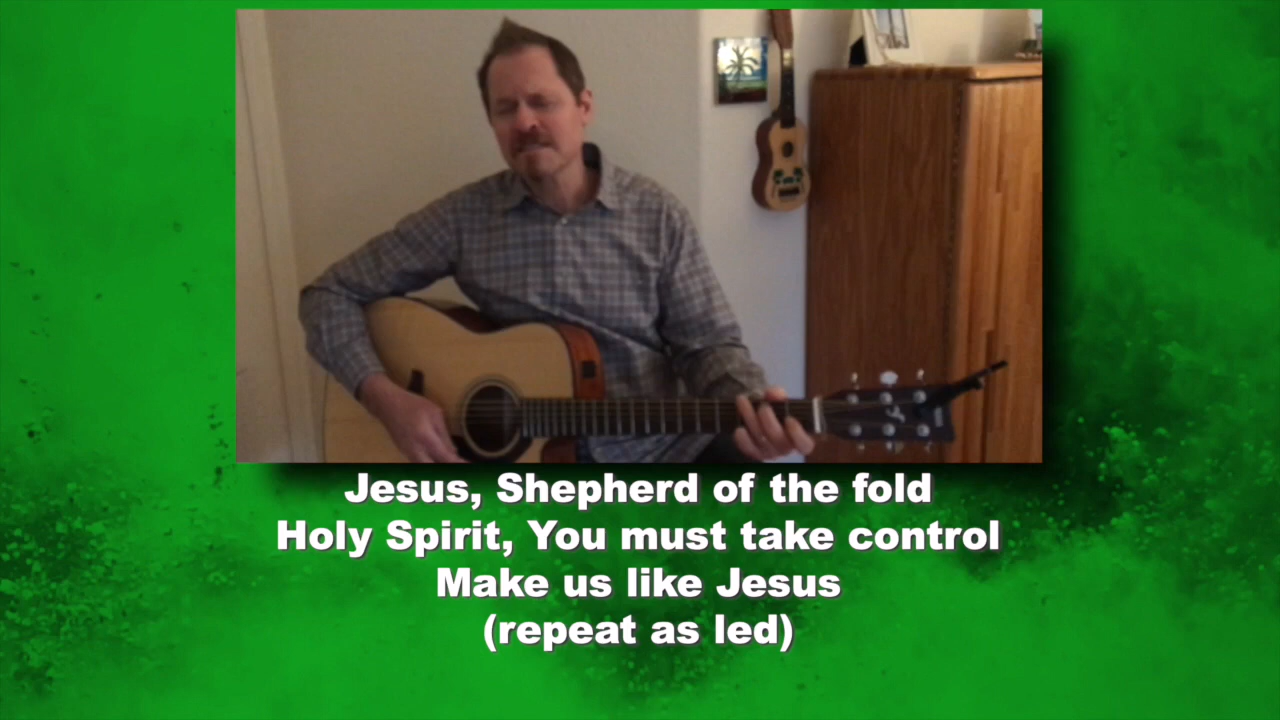 Jesus, Shepherd of the fold
Holy Spirit, You must take control
Make us like Jesus
(repeat as led)